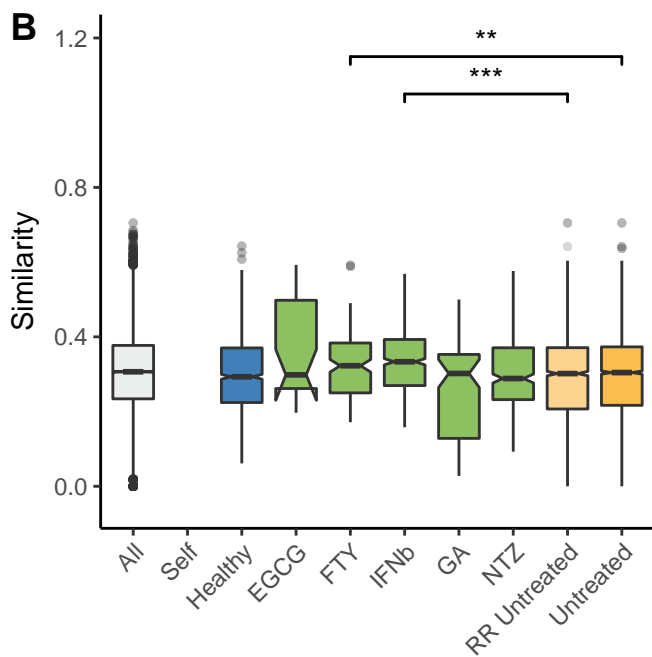 B
1.2
0.8
0.4
0.0
Similarity
**
***
All
Self
Healthy
EGCG
FTY
IFNb
GA
NTZ
RR Untreated
Untreated